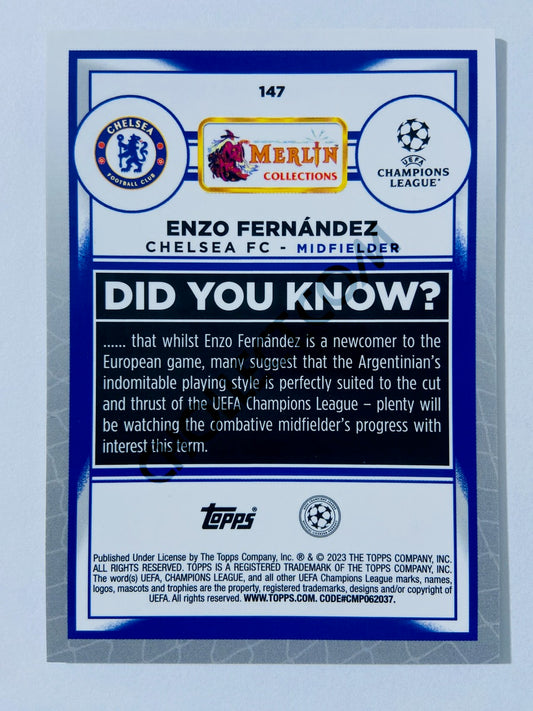 147
CHELSEA
FOOTBALL CLUB
MERLIN
COLLECTIONS
UEFA
CHAMPIONS
LEAGUE™
ENZO FERNÁNDEZ
CHELSEA FC - MIDFIELDER
DID YOU KNOW?
...... that whilst Enzo Fernández is a newcomer to the
European game, many suggest that the Argentinian's
indomitable playing style is perfectly suited to the cut
and thrust of the UEFA Champions League – plenty will
be watching the combative midfielder's progress with
interest this term.
topps®
Published Under License by The Topps Company, Inc. ® & © 2023 THE TOPPS COMPANY, INC.
ALL RIGHTS RESERVED. TOPPS IS A REGISTERED TRADEMARK OF THE TOPPS COMPANY, INC.
The word(s) UEFA, CHAMPIONS LEAGUE, and all other UEFA Champions League marks, names,
logos, mascots and trophies are the property, registered trademarks, designs and/or copyright of
UEFA. All rights reserved. WWW.TOPPS.COM. CODE#CMP062037.